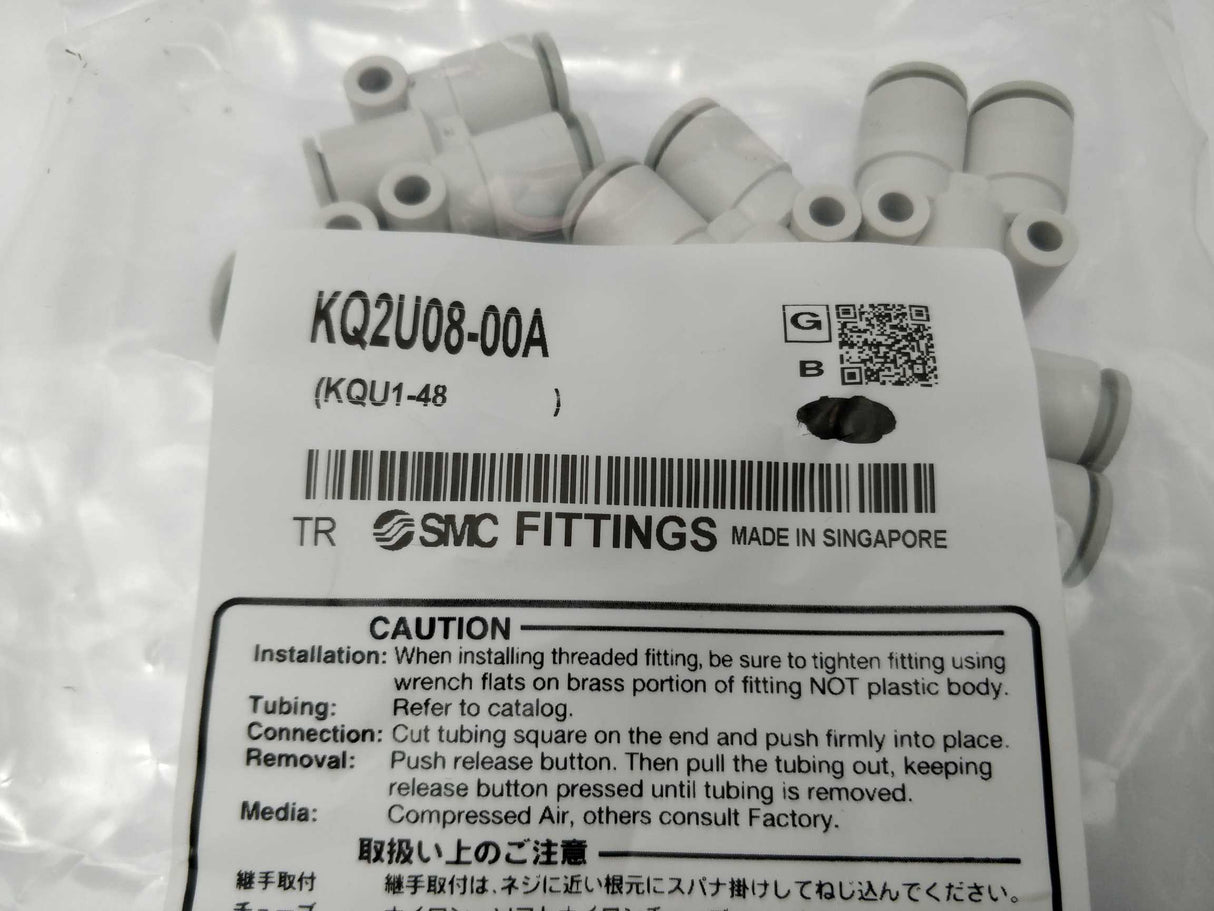 KQ2U08-00A
(KQU1-48 )
G
B
TR SMC FITTINGS MADE IN SINGAPORE
CAUTION
Installation: When installing threaded fitting, be sure to tighten fitting using
wrench flats on brass portion of fitting NOT plastic body.
Tubing: Refer to catalog.
Connection: Cut tubing square on the end and push firmly into place.
Removal: Push release button. Then pull the tubing out, keeping
release button pressed until tubing is removed.
Media: Compressed Air, others consult Factory.
取扱い上のご注意
継手取付 継手取付は、ネジに近い根元にスパナ掛けしてねじ込んでください。
チューブ